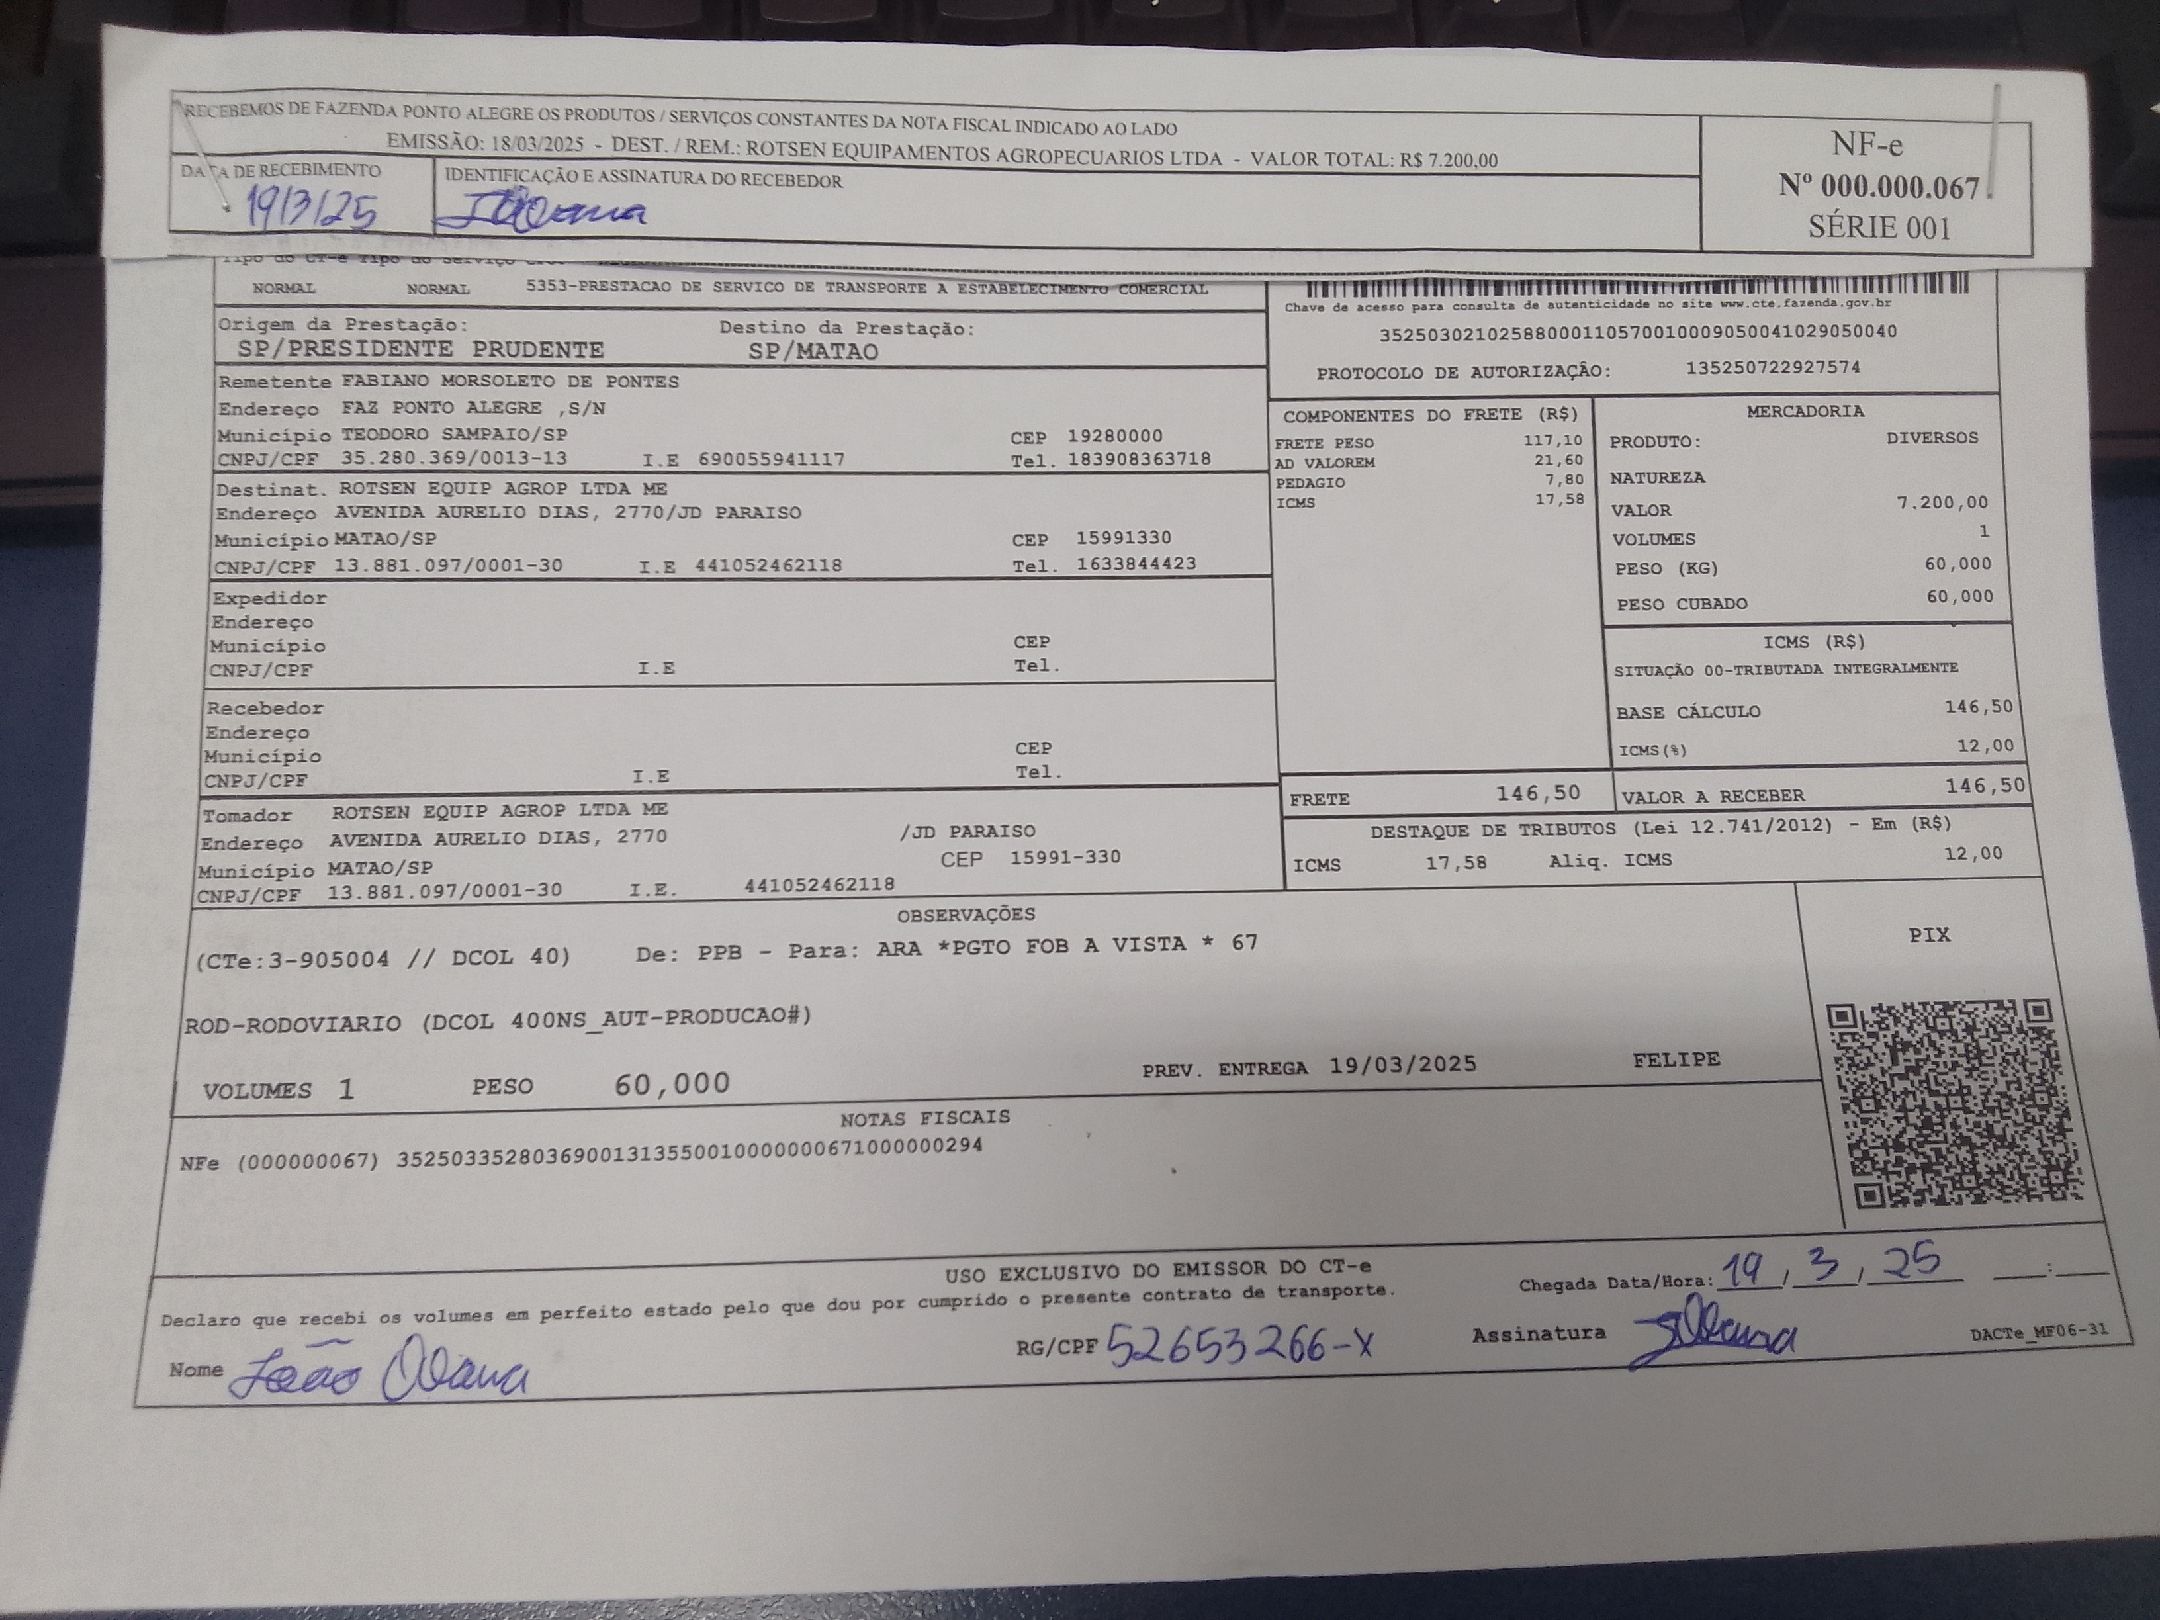 RECEBEMOS DE FAZENDA PONTO ALEGRE OS PRODUTOS / SERVIÇOS CONSTANTES DA NOTA FISCAL INDICADO AO LADO
EMISSÃO: 18/03/2025 - DEST. / REM.: ROTSEN EQUIPAMENTOS AGROPECUARIOS LTDA - VALOR TOTAL: R$ 7.200,00
DATA DE RECEBIMENTO
19/3/25
IDENTIFICAÇÃO E ASSINATURA DO RECEBEDOR
NF-e
Nº 000.000.067
SÉRIE 001
Tipo do CT-e Tipo do Serviço
NORMAL NORMAL 5353-PRESTACAO DE SERVICO DE TRANSPORTE A ESTABELECIMENTO COMERCIAL
Origem da Prestação: Destino da Prestação:
SP/PRESIDENTE PRUDENTE SP/MATAO
Remetente FABIANO MORSOLETO DE PONTES
Endereço FAZ PONTO ALEGRE ,S/N
Município TEODORO SAMPAIO/SP CEP 19280000
CNPJ/CPF 35.280.369/0013-13 I.E 690055941117 Tel. 183908363718
Destinat. ROTSEN EQUIP AGROP LTDA ME
Endereço AVENIDA AURELIO DIAS, 2770/JD PARAISO
Município MATAO/SP CEP 15991330
CNPJ/CPF 13.881.097/0001-30 I.E 441052462118 Tel. 1633844423
Expedidor
Endereço
Município CEP
CNPJ/CPF I.E Tel.
Recebedor
Endereço
Município CEP
CNPJ/CPF I.E Tel.
Tomador ROTSEN EQUIP AGROP LTDA ME
Endereço AVENIDA AURELIO DIAS, 2770 /JD PARAISO
Município MATAO/SP CEP 15991-330
CNPJ/CPF 13.881.097/0001-30 I.E. 441052462118
Chave de acesso para consulta de autenticidade no site www.cte.fazenda.gov.br
35250302102588000110570010009050041029050040
PROTOCOLO DE AUTORIZAÇÃO: 135250722927574
COMPONENTES DO FRETE (R$)
FRETE PESO 117,10
AD VALOREM 21,60
PEDAGIO 7,80
ICMS 17,58
MERCADORIA
PRODUTO: DIVERSOS
NATUREZA
VALOR 7.200,00
VOLUMES 1
PESO (KG) 60,000
PESO CUBADO 60,000
ICMS (R$)
SITUAÇÃO 00-TRIBUTADA INTEGRALMENTE
BASE CÁLCULO 146,50
ICMS(%) 12,00
FRETE 146,50 VALOR A RECEBER 146,50
DESTAQUE DE TRIBUTOS (Lei 12.741/2012) - Em (R$)
ICMS 17,58 Aliq. ICMS 12,00
OBSERVAÇÕES
(CTe:3-905004 // DCOL 40) De: PPB - Para: ARA *PGTO FOB A VISTA * 67
ROD-RODOVIARIO (DCOL 400NS_AUT-PRODUCAO#)
VOLUMES 1 PESO 60,000 PREV. ENTREGA 19/03/2025 FELIPE
PIX
NOTAS FISCAIS
NFe (000000067) 35250335280369001313550010000000671000000294
USO EXCLUSIVO DO EMISSOR DO CT-e
Declaro que recebi os volumes em perfeito estado pelo que dou por cumprido o presente contrato de transporte.
Chegada Data/Hora: 19/3/25 __:__
Nome João RG/CPF 52653266-X Assinatura
DACTe_MF06-31